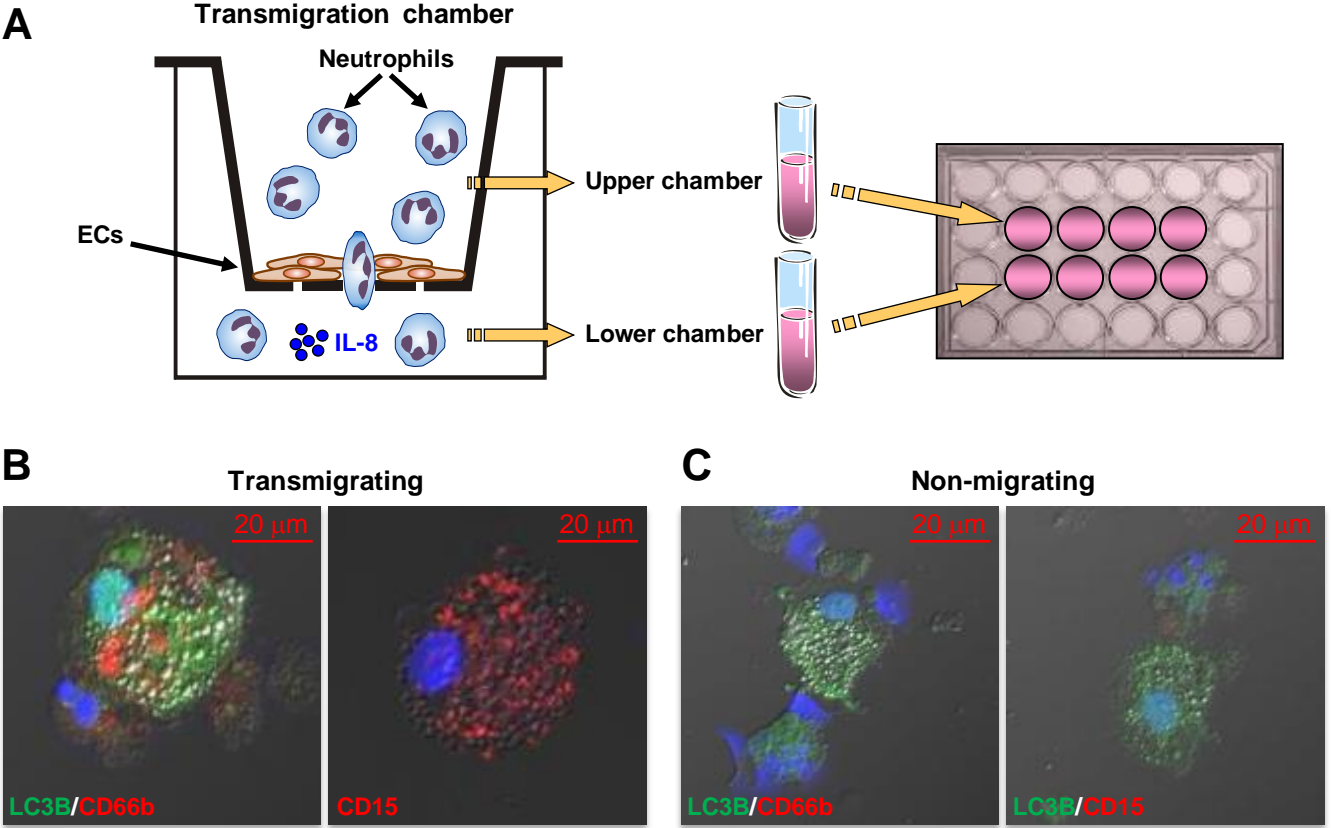 A
Transmigration chamber
Neutrophils
Upper chamber
ECs
Lower chamber
IL-8
B
Transmigrating
C
Non-migrating
20 μm
20 μm
20 μm
20 μm
LC3B/CD66b
CD15
LC3B/CD66b
LC3B/CD15